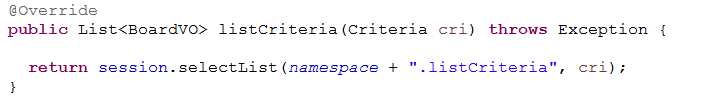 @Override
public List<BoardVO> listCriteria(Criteria cri) throws Exception {
return session.selectList(namespace + ".listCriteria", cri);
}